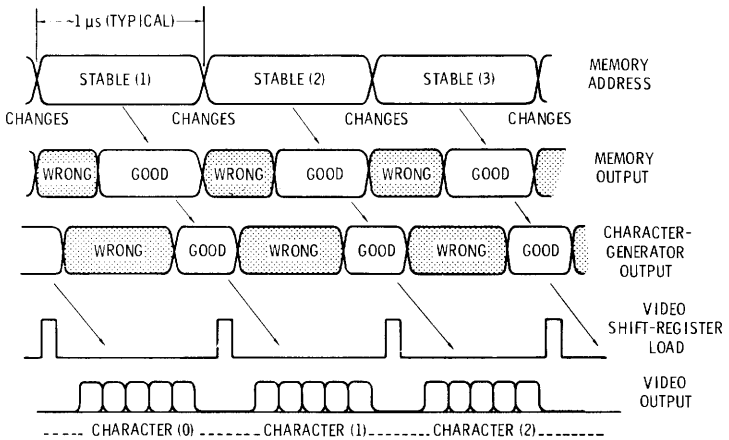 ~1 µs (TYPICAL)
STABLE (1) STABLE (2) STABLE (3) MEMORY
ADDRESS
CHANGES CHANGES CHANGES CHANGES
MEMORY
OUTPUT
WRONG GOOD WRONG GOOD WRONG GOOD
CHARACTER-
GENERATOR
OUTPUT
WRONG GOOD WRONG GOOD WRONG GOOD
VIDEO
SHIFT-REGISTER
LOAD
VIDEO
OUTPUT
CHARACTER (0) CHARACTER (1) CHARACTER (2)